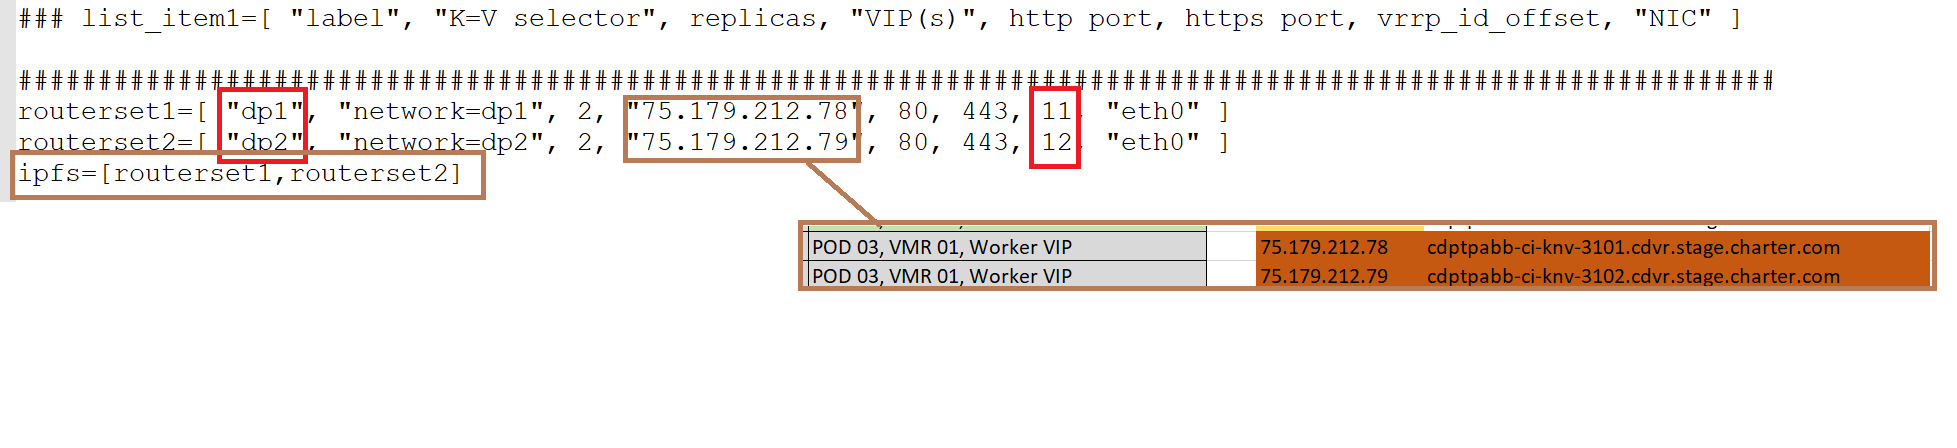 ### list_item1=[ "label", "K=V selector", replicas, "VIP(s)", http port, https port, vrrp_id_offset, "NIC" ]
##############################################################################################################
routerset1=[ "dp1", "network=dp1", 2, "75.179.212.78", 80, 443, 11, "eth0" ]
routerset2=[ "dp2", "network=dp2", 2, "75.179.212.79", 80, 443, 12, "eth0" ]
ipfs=[routerset1,routerset2]
POD 03, VMR 01, Worker VIP 75.179.212.78 cdptpabb-ci-knv-3101.cdvr.stage.charter.com
POD 03, VMR 01, Worker VIP 75.179.212.79 cdptpabb-ci-knv-3102.cdvr.stage.charter.com